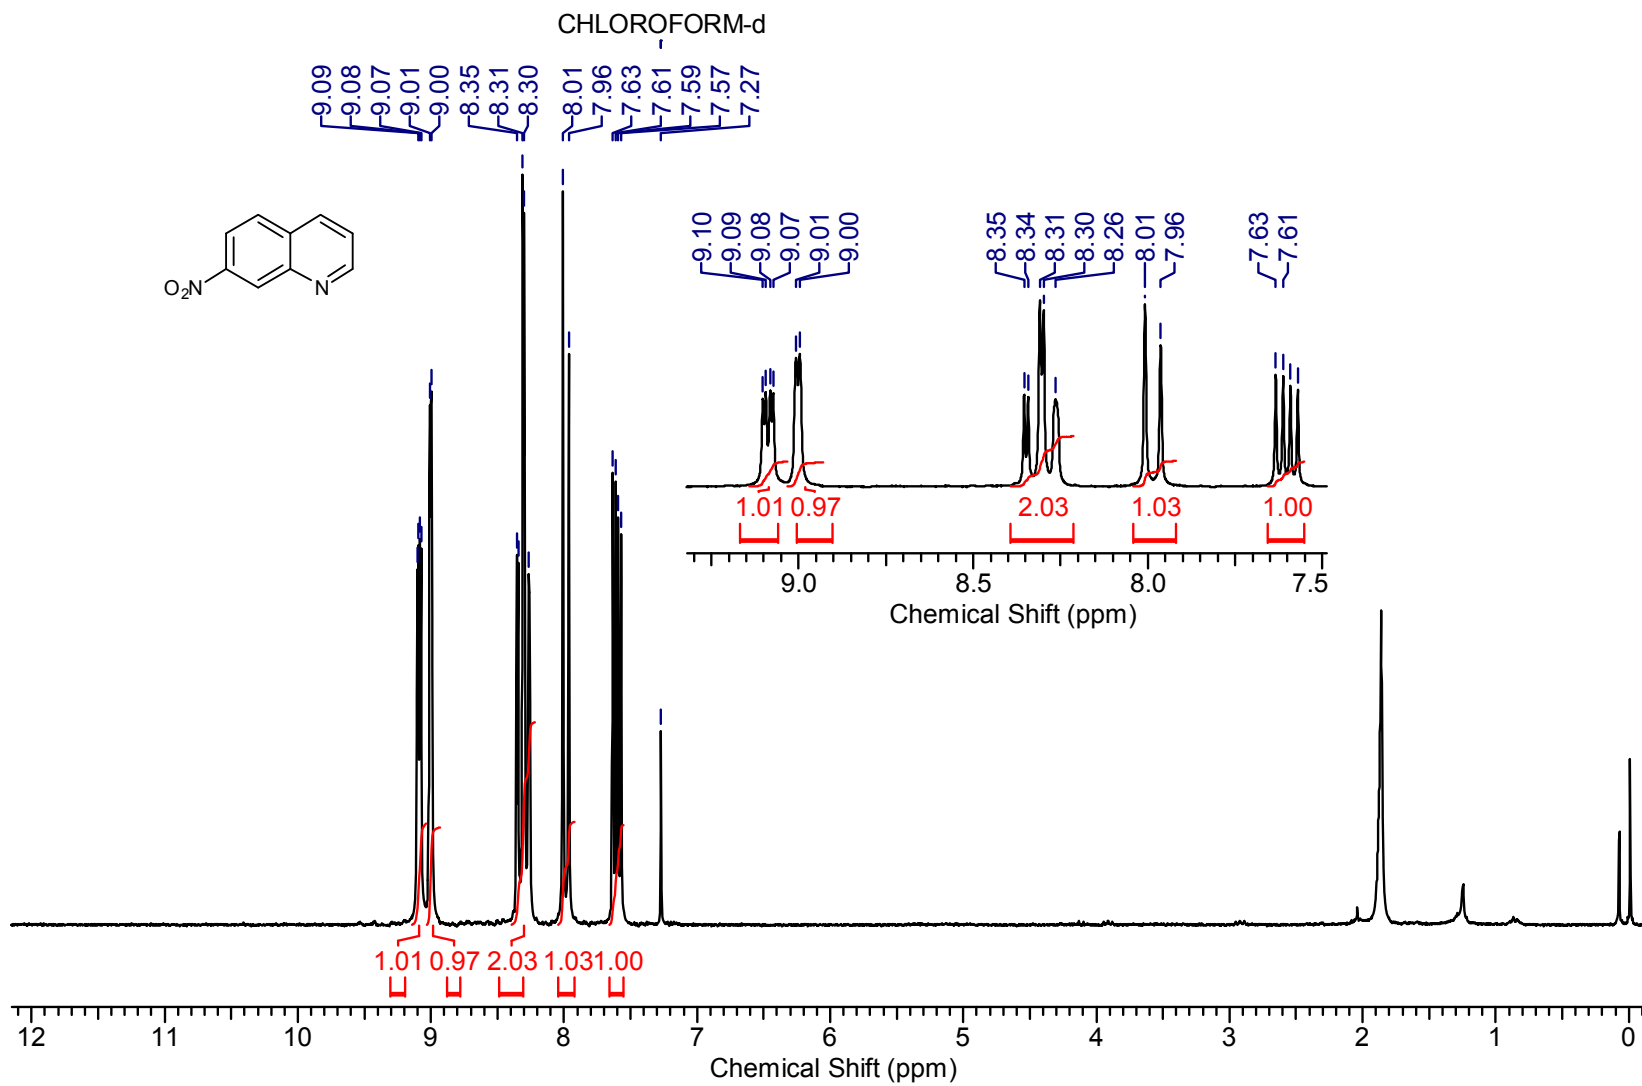 CHLOROFORM-d
9.09 9.08 9.07 9.01 9.00 8.35 8.31 8.30 8.01 7.96 7.63 7.61 7.59 7.57 7.27
O2N
N
9.10 9.09 9.08 9.07 9.01 9.00 8.35 8.34 8.31 8.30 8.26 8.01 7.96 7.63 7.61
1.01 0.97 2.03 1.03 1.00
9.0 8.5 8.0 7.5
Chemical Shift (ppm)
1.01 0.97 2.03 1.03 1.00
12 11 10 9 8 7 6 5 4 3 2 1 0
Chemical Shift (ppm)